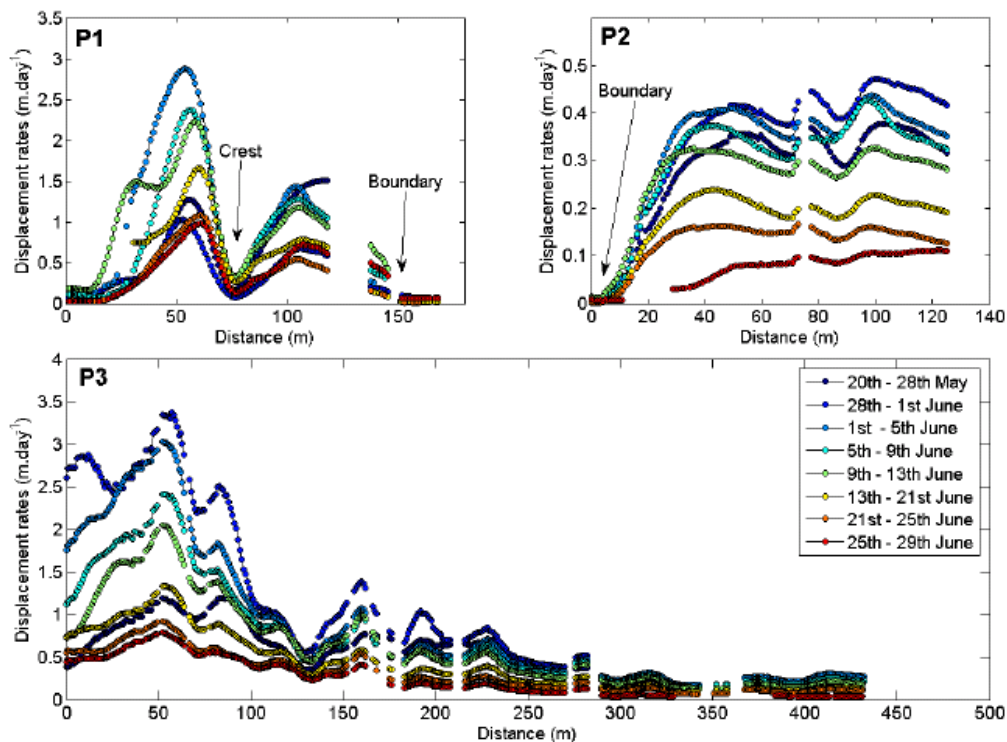 P1
Displacement rates (m.day⁻¹)
3.5
3
2.5
2
1.5
1
0.5
0
0
50
100
150
Distance (m)
Crest
Boundary
P2
Displacement rates (m.day⁻¹)
0.5
0.4
0.3
0.2
0.1
0
0
20
40
60
80
100
120
140
Distance (m)
Boundary
P3
Displacement rates (m.day⁻¹)
4
3.5
3
2.5
2
1.5
1
0.5
0
0
50
100
150
200
250
300
350
400
450
500
Distance (m)
20th - 28th May
28th - 1st June
1st - 5th June
5th - 9th June
9th - 13th June
13th - 21st June
21st - 25th June
25th - 29th June